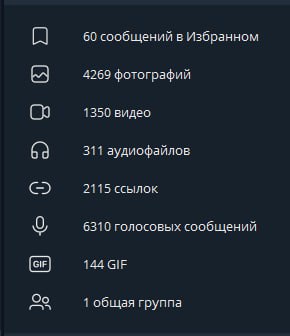 60 сообщений в Избранном
4269 фотографий
1350 видео
311 аудиофайлов
2115 ссылок
6310 голосовых сообщений
GIF 144 GIF
1 общая группа